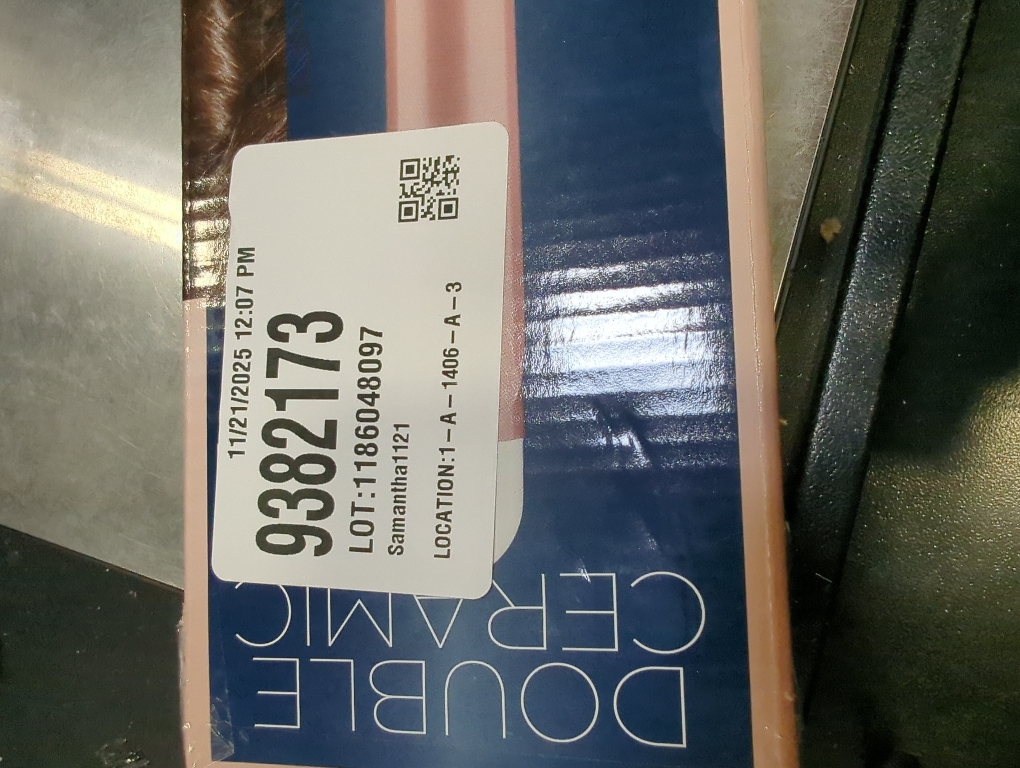 11/21/2025 12:07 PM
9382173
LOT:1186048097
Samantha1121
LOCATION:1-A-1406-A-3
DOUBLE
CERAMIC